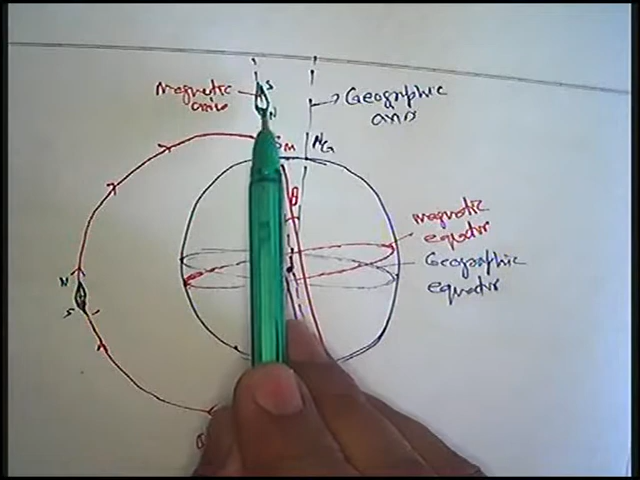 S
magnetic
axis
Geographic
axis
N
Sm
NG
θ
magnetic
equator
Geographic
equator
N
S